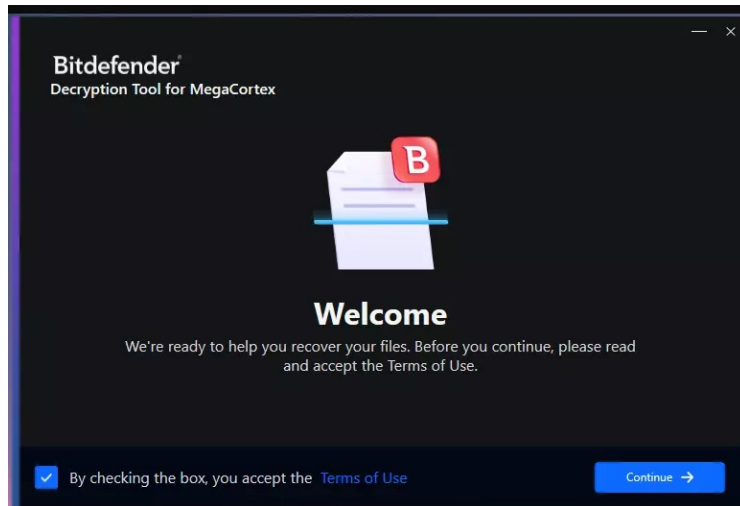 Bitdefender
Decryption Tool for MegaCortex
B
Welcome
We're ready to help you recover your files. Before you continue, please read
and accept the Terms of Use.
By checking the box, you accept the Terms of Use
Continue →